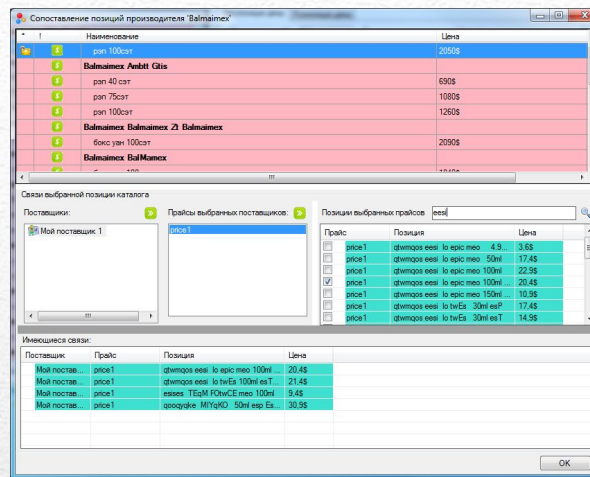 Сопоставление позиций производителя 'Balmaimex'
! Наименование Цена
рэп 100сэт 2050$
Balmaimex Ambtt Gtis
рэп 40 сэт 690$
рэп 75сэт 1080$
рэп 100сэт 1260$
Balmaimex Balmaimex Zt Balmaimex
бокс уан 100сэт 2090$
Balmaimex BalMamex
Связи выбранной позиции каталога
Поставщики: Прайсы выбранных поставщиков: Позиции выбранных прайсов eesi
Мой поставщик 1 price1 Прайс Позиция Цена
price1 qtwmqos eesi lo epic meo 4.9... 3,6$
price1 qtwmqos eesi lo epic meo 50ml 17,4$
price1 qtwmqos eesi lo epic meo 100ml 22,9$
price1 qtwmqos eesi lo epic meo 100ml ... 20,4$
price1 qtwmqos eesi lo epic meo 150ml ... 10,9$
price1 qtwmqos eesi lo twEs 30ml esP 17,4$
price1 qtwmqos eesi lo twEs 30ml esT 14,9$
Имеющиеся связи:
Поставщик Прайс Позиция Цена
Мой постав... price1 qtwmqos eesi lo epic meo 100ml ... 20,4$
Мой постав... price1 qtwmqos eesi lo twEs 100ml esT... 21,4$
Мой постав... price1 esises TEqM FOtwCE meo 100ml 9,4$
Мой постав... price1 qooqyqke MIYqKO 50ml esp Es... 30,9$
OK